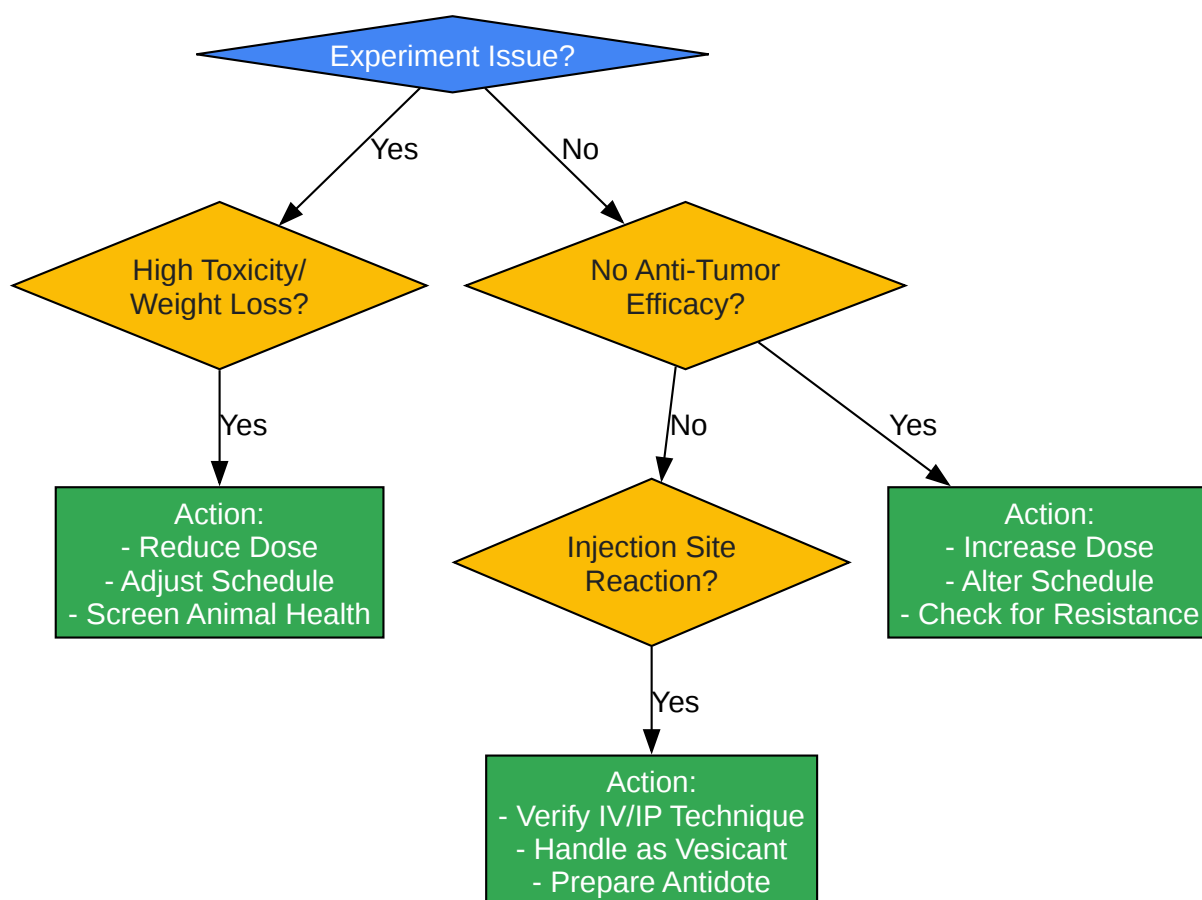 Experiment Issue?
Yes
No
High Toxicity/
Weight Loss?
No Anti-Tumor
Efficacy?
Yes
No
Yes
Action:
- Reduce Dose
- Adjust Schedule
- Screen Animal Health
Injection Site
Reaction?
Action:
- Increase Dose
- Alter Schedule
- Check for Resistance
Yes
Action:
- Verify IV/IP Technique
- Handle as Vesicant
- Prepare Antidote